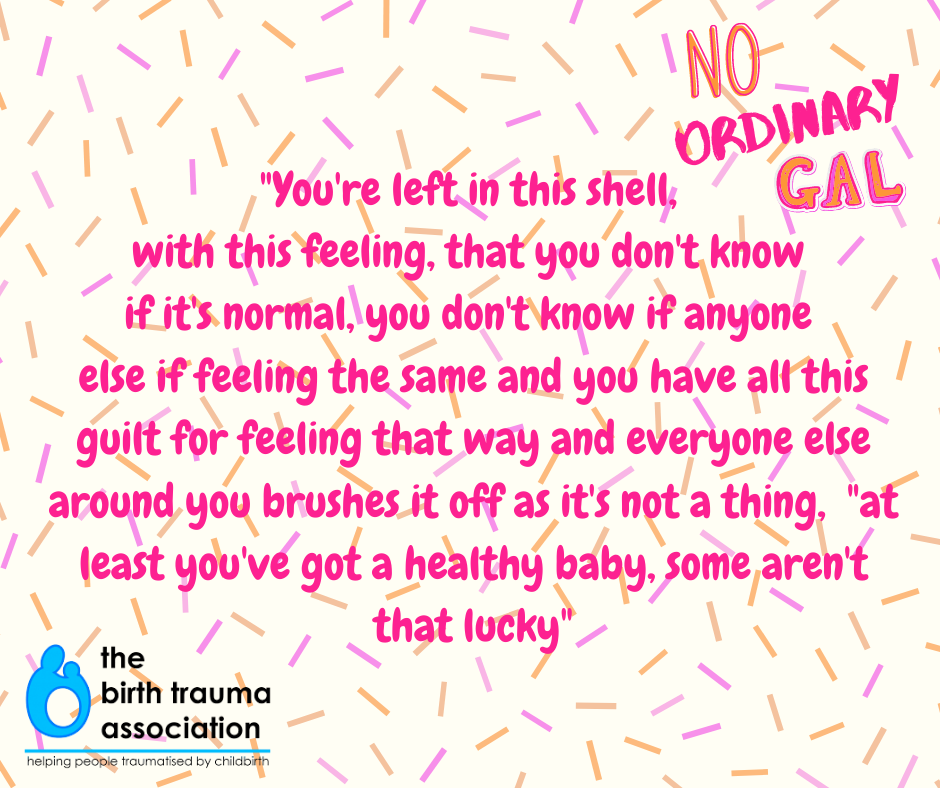 NO
ORDINARY
GAL
"You're left in this shell,
with this feeling, that you don't know
if it's normal, you don't know if anyone
else if feeling the same and you have all this
guilt for feeling that way and everyone else
around you brushes it off as it's not a thing,  "at
least you've got a healthy baby, some aren't
that lucky"
the
birth trauma
association
helping people traumatised by childbirth